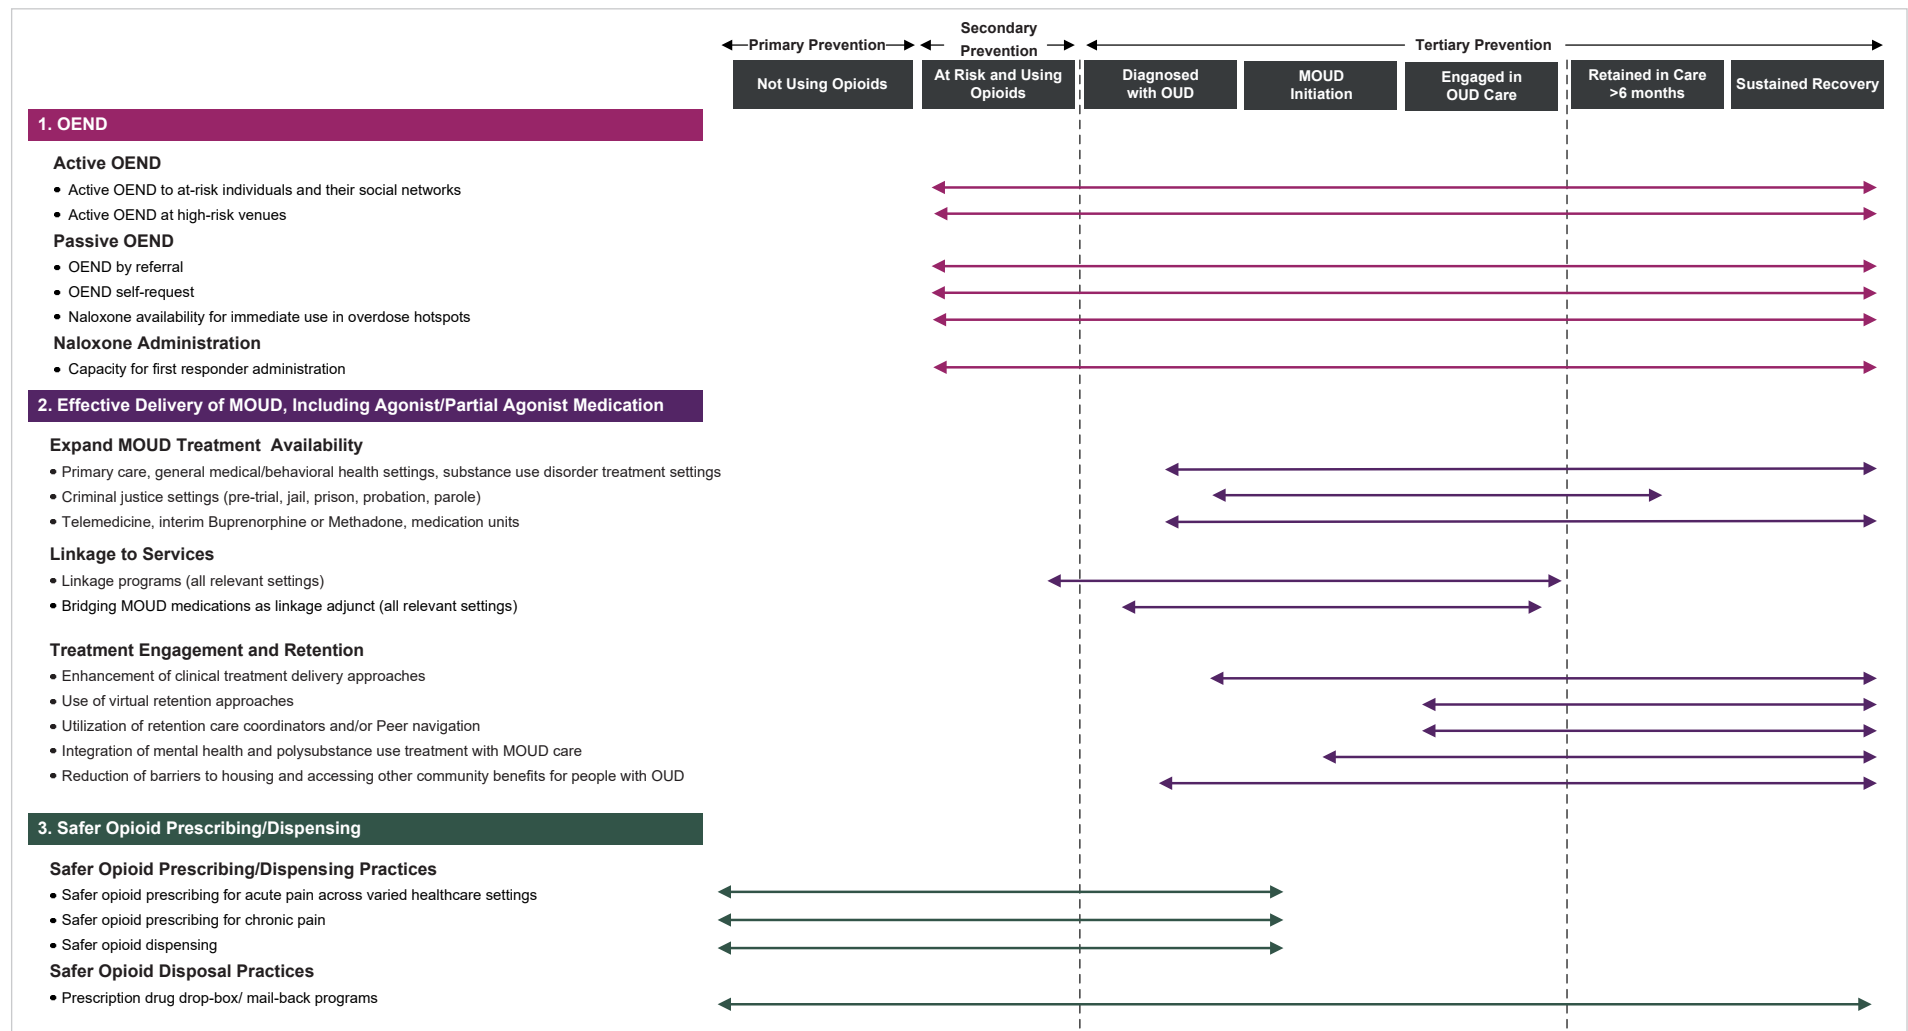 Secondary
Primary Prevention
Prevention
Tertiary Prevention
Not Using Opioids
At Risk and Using
Opioids
Diagnosed
with OUD
MOUD
Initiation
Engaged in
OUD Care
Retained in Care
>6 months
Sustained Recovery
1. OEND
Active OEND
• Active OEND to at-risk individuals and their social networks
• Active OEND at high-risk venues
Passive OEND
• OEND by referral
• OEND self-request
• Naloxone availability for immediate use in overdose hotspots
Naloxone Administration
• Capacity for first responder administration
2. Effective Delivery of MOUD, Including Agonist/Partial Agonist Medication
Expand MOUD Treatment Availability
• Primary care, general medical/behavioral health settings, substance use disorder treatment settings
• Criminal justice settings (pre-trial, jail, prison, probation, parole)
• Telemedicine, interim Buprenorphine or Methadone, medication units
Linkage to Services
• Linkage programs (all relevant settings)
• Bridging MOUD medications as linkage adjunct (all relevant settings)
Treatment Engagement and Retention
• Enhancement of clinical treatment delivery approaches
• Use of virtual retention approaches
• Utilization of retention care coordinators and/or Peer navigation
• Integration of mental health and polysubstance use treatment with MOUD care
• Reduction of barriers to housing and accessing other community benefits for people with OUD
3. Safer Opioid Prescribing/Dispensing
Safer Opioid Prescribing/Dispensing Practices
• Safer opioid prescribing for acute pain across varied healthcare settings
• Safer opioid prescribing for chronic pain
• Safer opioid dispensing
Safer Opioid Disposal Practices
• Prescription drug drop-box/ mail-back programs